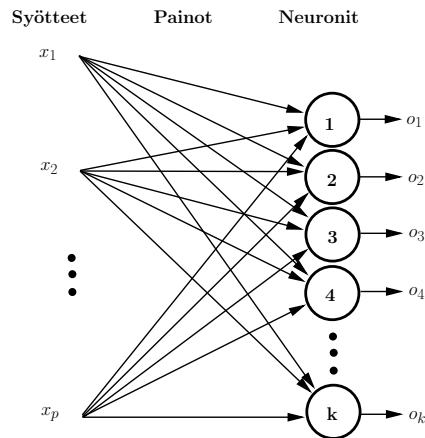 Syötteet Painot Neuronit
x₁
1 o₁
x₂ 2 o₂
3 o₃
4 o₄
xₚ k oₖ